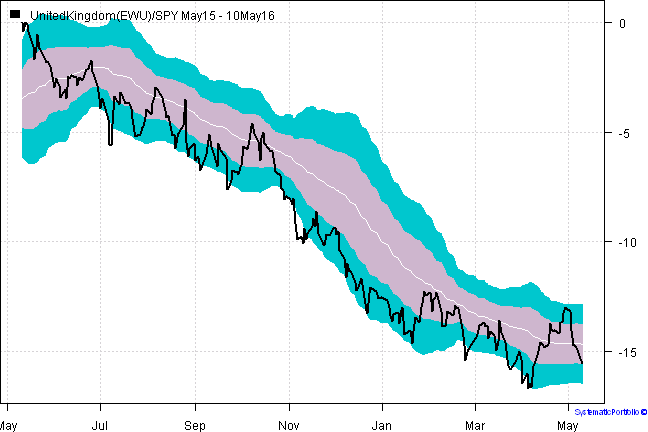 UnitedKingdom(EWU)/SPY May15 - 10May16
0
-5
-10
-15
May Jul Sep Nov Jan Mar May
SystematicPortfolio ©